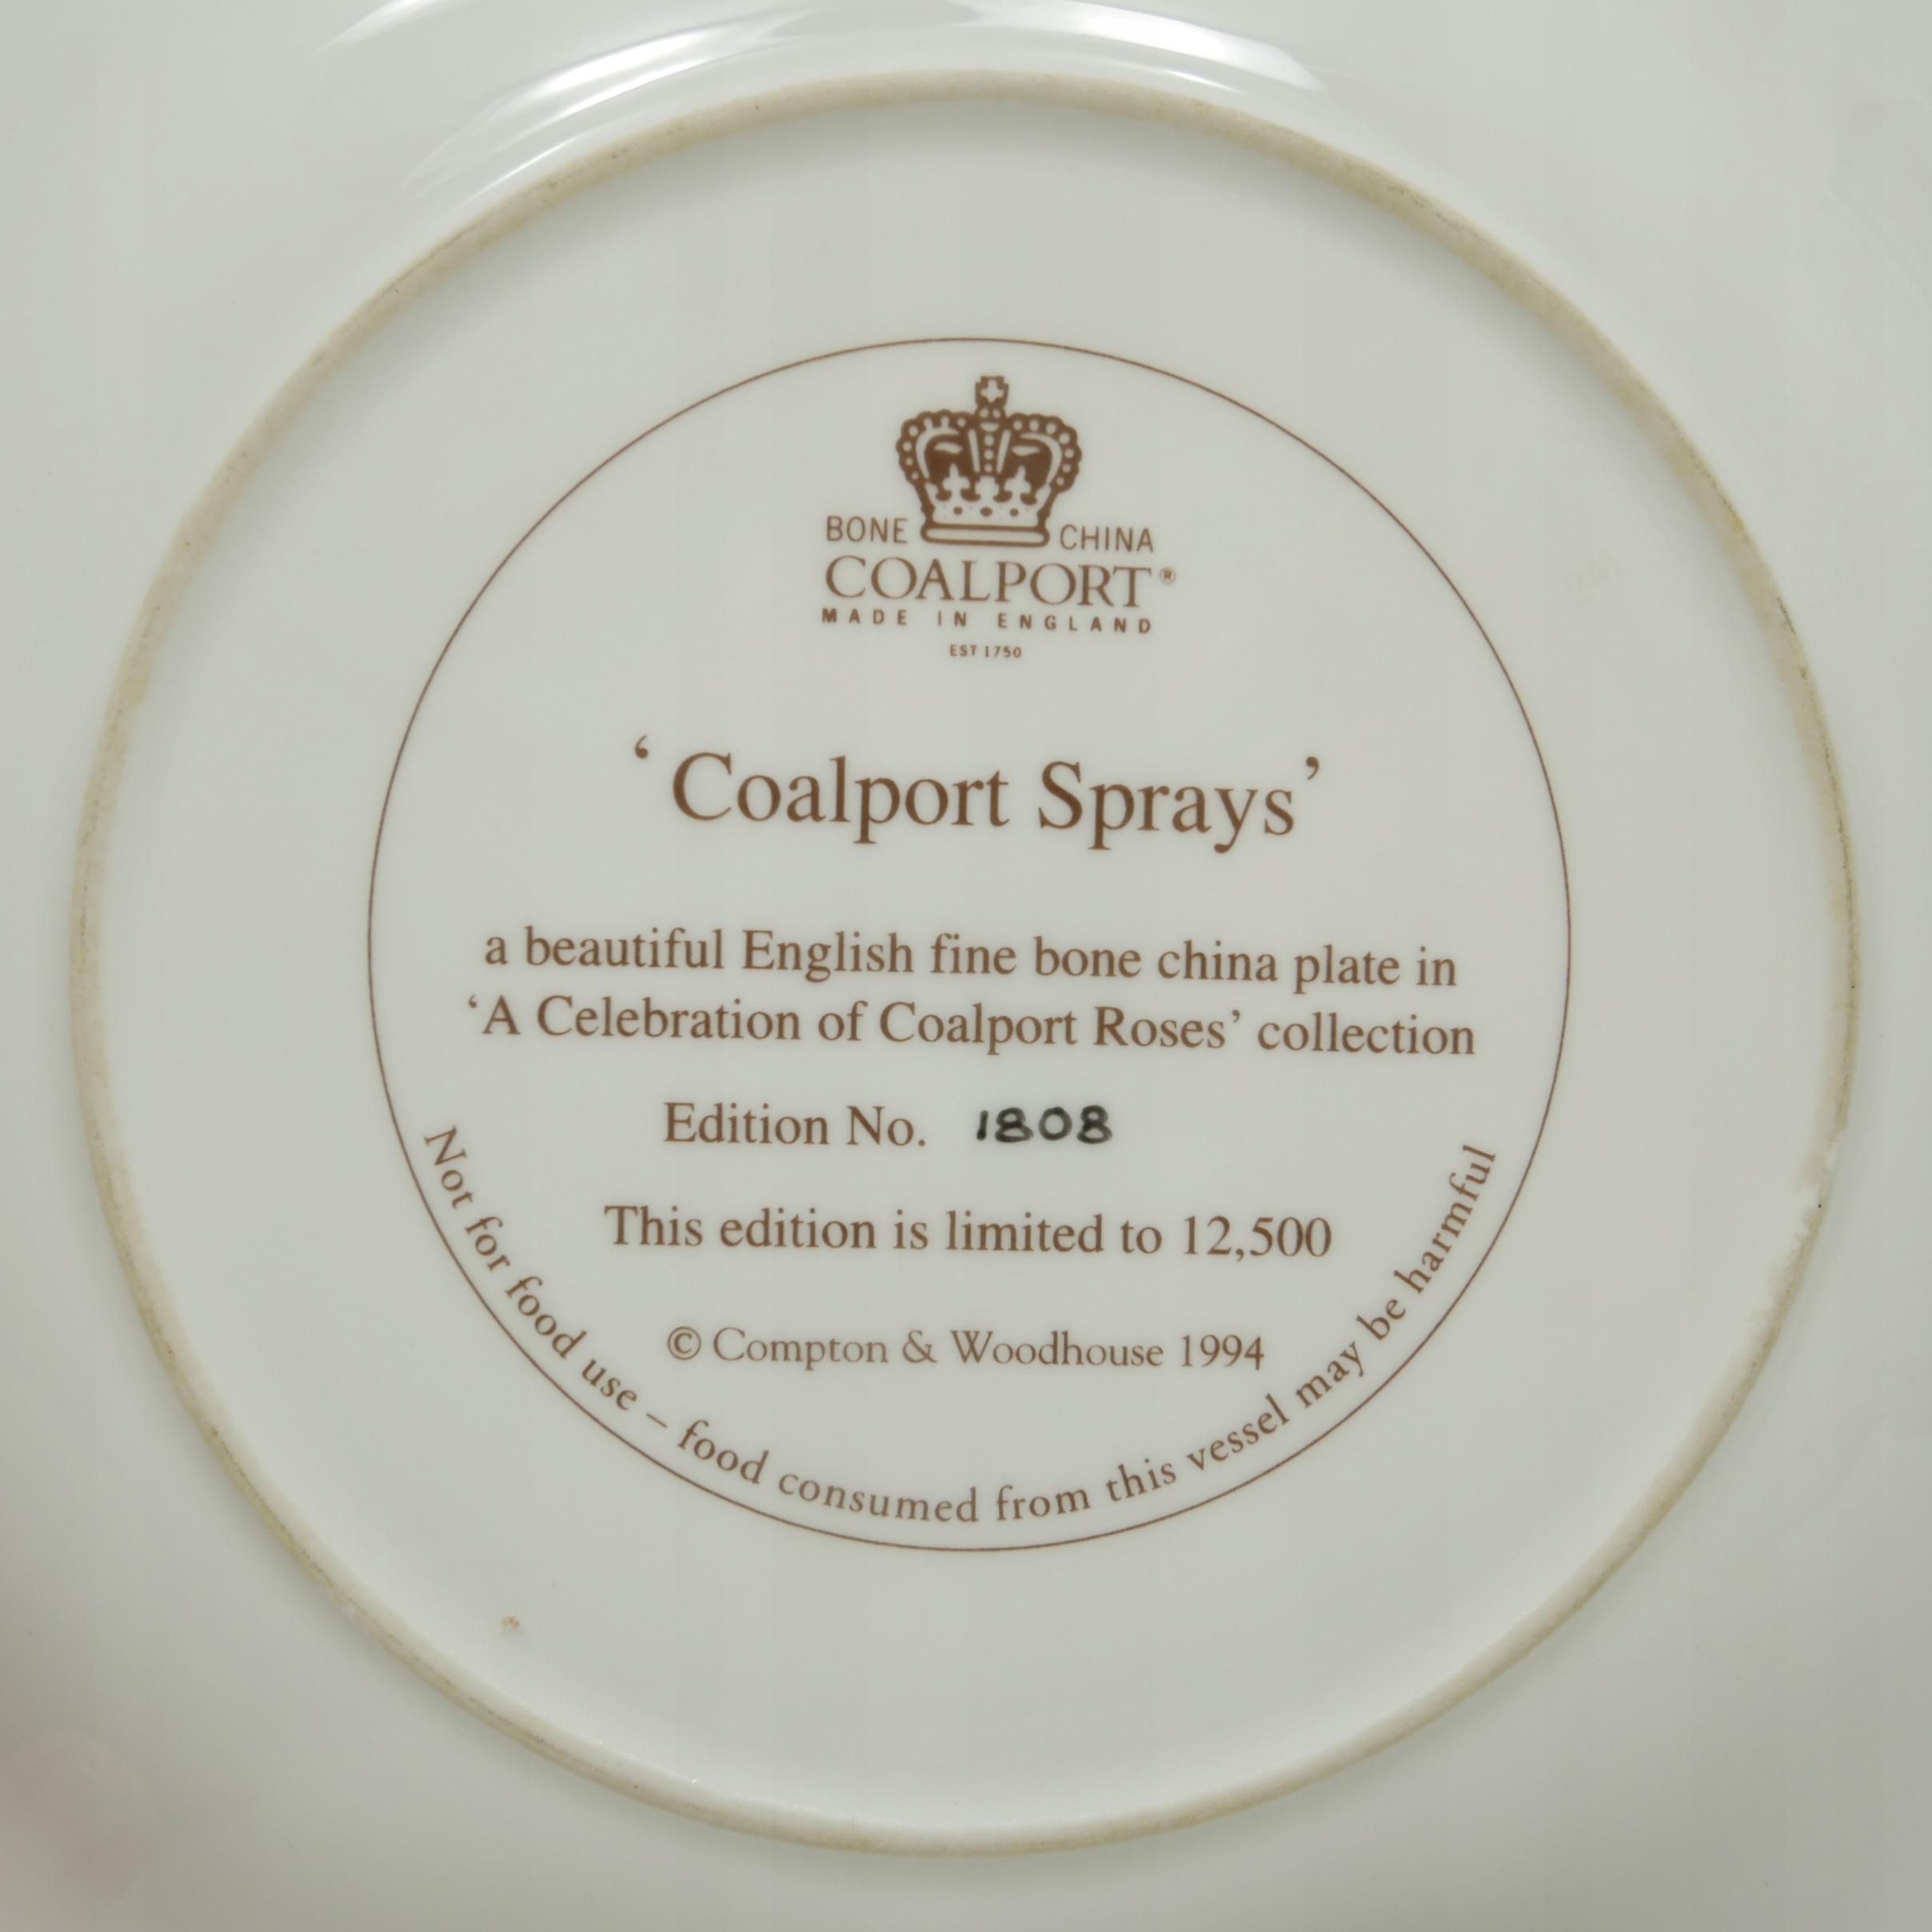 BONE CHINA
COALPORT®
MADE IN ENGLAND
EST 1750
‘Coalport Sprays’
a beautiful English fine bone china plate in
‘A Celebration of Coalport Roses’ collection
Edition No. 1808
This edition is limited to 12,500
© Compton & Woodhouse 1994
Not for food use – food consumed from this vessel may be harmful